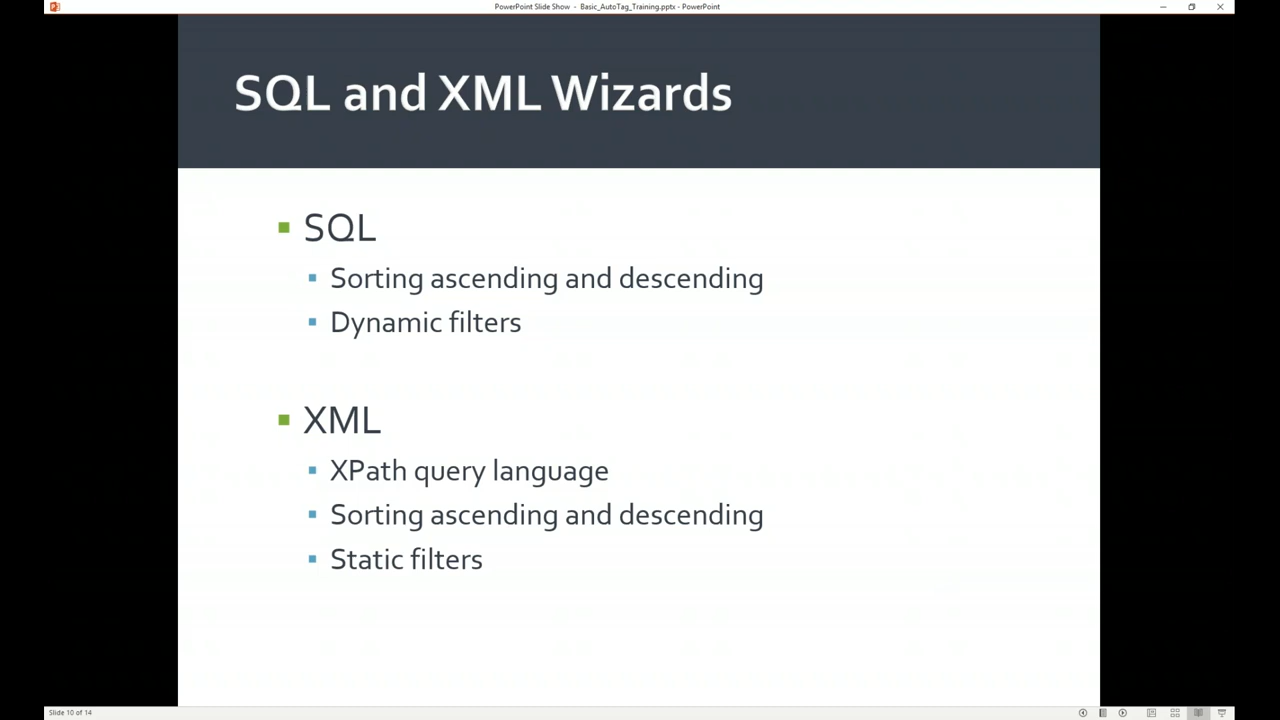 PowerPoint Slide Show - Basic_AutoTag_Training.pptx - PowerPoint
SQL and XML Wizards
SQL
Sorting ascending and descending
Dynamic filters
XML
XPath query language
Sorting ascending and descending
Static filters
Slide 10 of 14